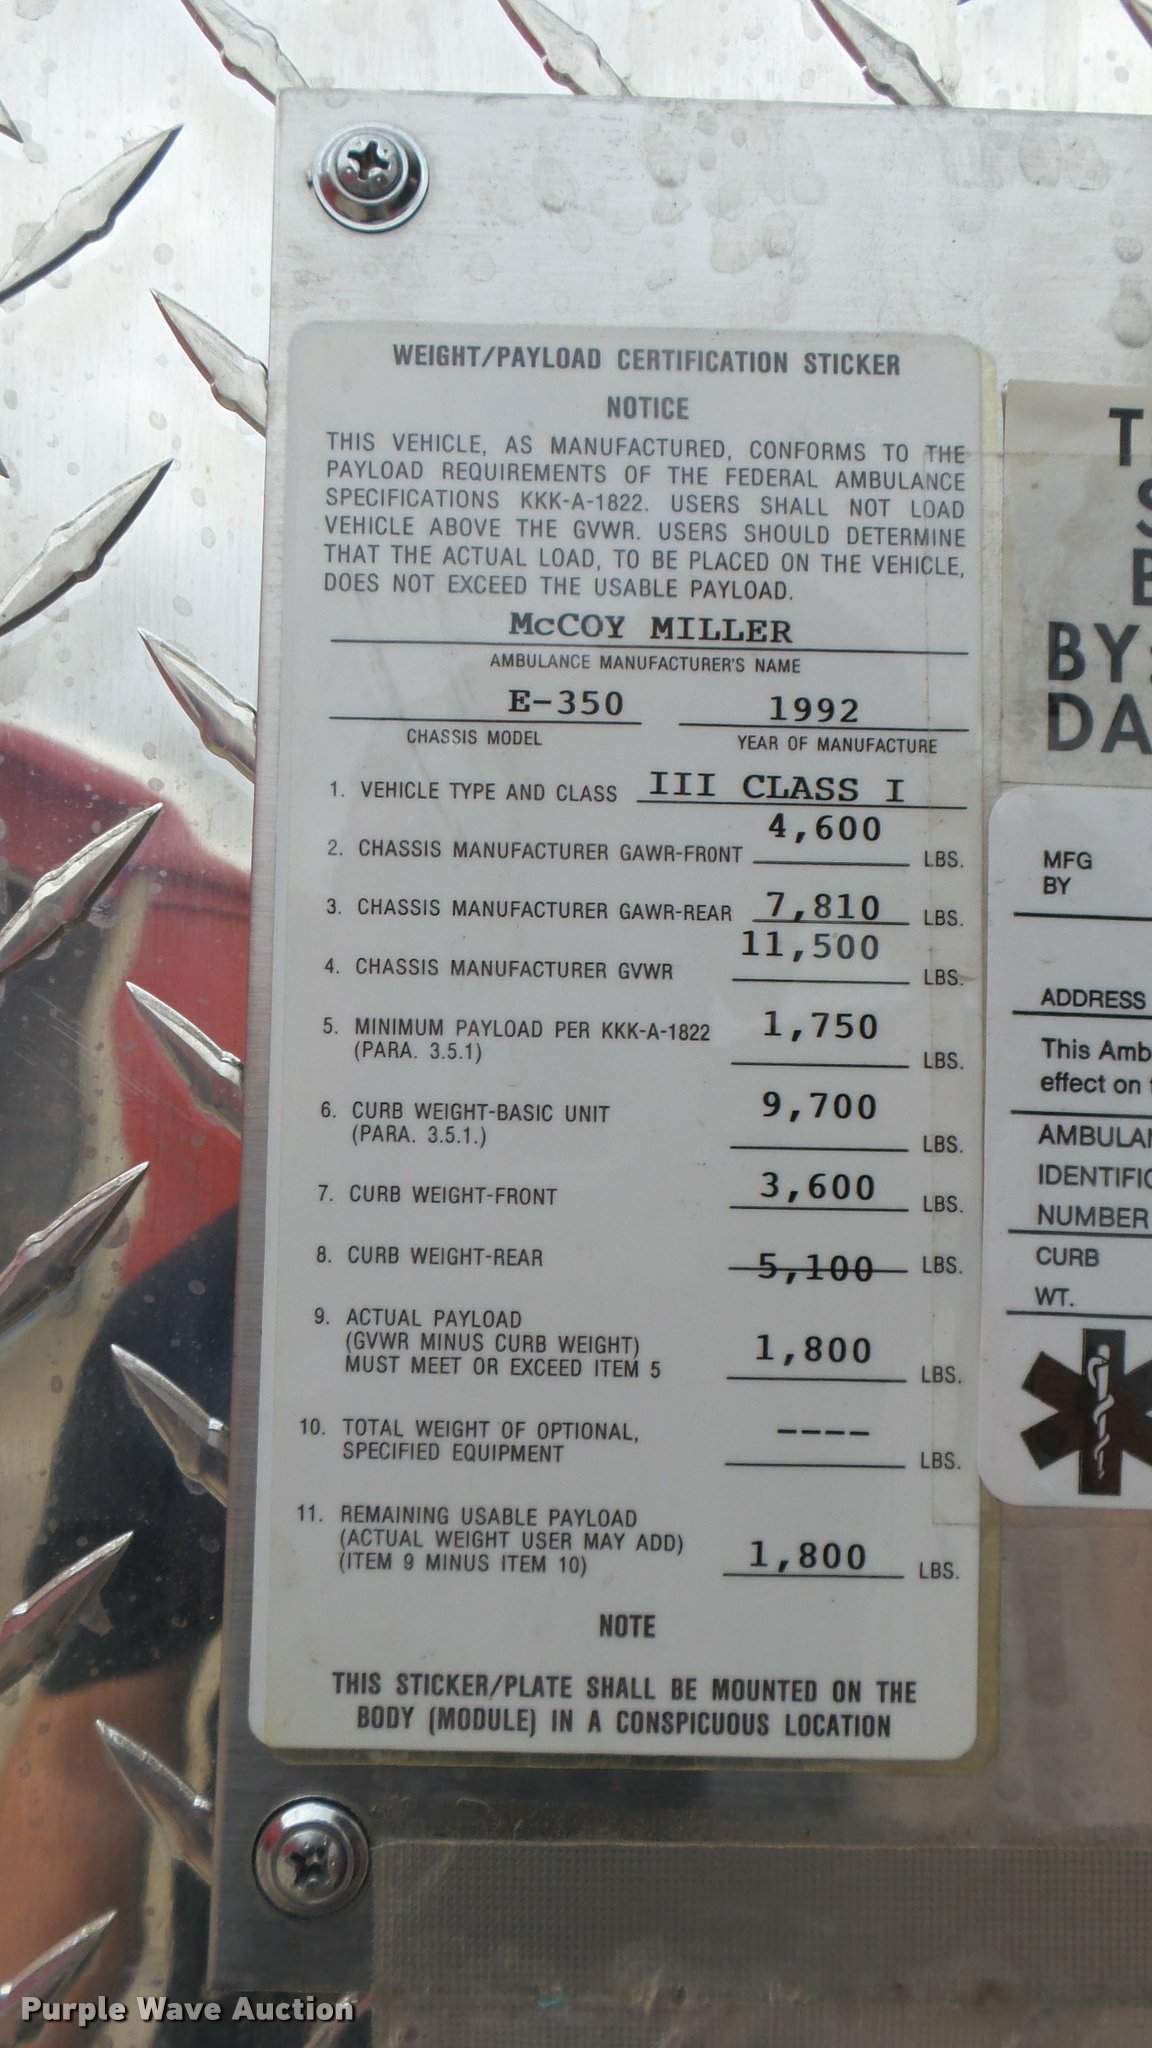 WEIGHT/PAYLOAD CERTIFICATION STICKER
NOTICE
THIS VEHICLE, AS MANUFACTURED, CONFORMS TO THE
PAYLOAD REQUIREMENTS OF THE FEDERAL AMBULANCE
SPECIFICATIONS KKK-A-1822. USERS SHALL NOT LOAD
VEHICLE ABOVE THE GVWR. USERS SHOULD DETERMINE
THAT THE ACTUAL LOAD, TO BE PLACED ON THE VEHICLE,
DOES NOT EXCEED THE USABLE PAYLOAD.
McCOY MILLER
AMBULANCE MANUFACTURER'S NAME
E-350 1992
CHASSIS MODEL YEAR OF MANUFACTURE
1. VEHICLE TYPE AND CLASS III CLASS I
2. CHASSIS MANUFACTURER GAWR-FRONT 4,600 LBS.
3. CHASSIS MANUFACTURER GAWR-REAR 7,810 LBS.
4. CHASSIS MANUFACTURER GVWR 11,500 LBS.
5. MINIMUM PAYLOAD PER KKK-A-1822 1,750
(PARA. 3.5.1) LBS.
6. CURB WEIGHT-BASIC UNIT 9,700
(PARA. 3.5.1.) LBS.
7. CURB WEIGHT-FRONT 3,600 LBS.
8. CURB WEIGHT-REAR 5,100 LBS.
9. ACTUAL PAYLOAD
(GVWR MINUS CURB WEIGHT) 1,800
MUST MEET OR EXCEED ITEM 5 LBS.
10. TOTAL WEIGHT OF OPTIONAL, ----
SPECIFIED EQUIPMENT LBS.
11. REMAINING USABLE PAYLOAD
(ACTUAL WEIGHT USER MAY ADD) 1,800
(ITEM 9 MINUS ITEM 10) LBS.
NOTE
THIS STICKER/PLATE SHALL BE MOUNTED ON THE
BODY (MODULE) IN A CONSPICUOUS LOCATION
BY:
DA
MFG
BY
ADDRESS
This Amb
effect on
AMBULAN
IDENTIFIC
NUMBER
CURB
WT.
Purple Wave Auction